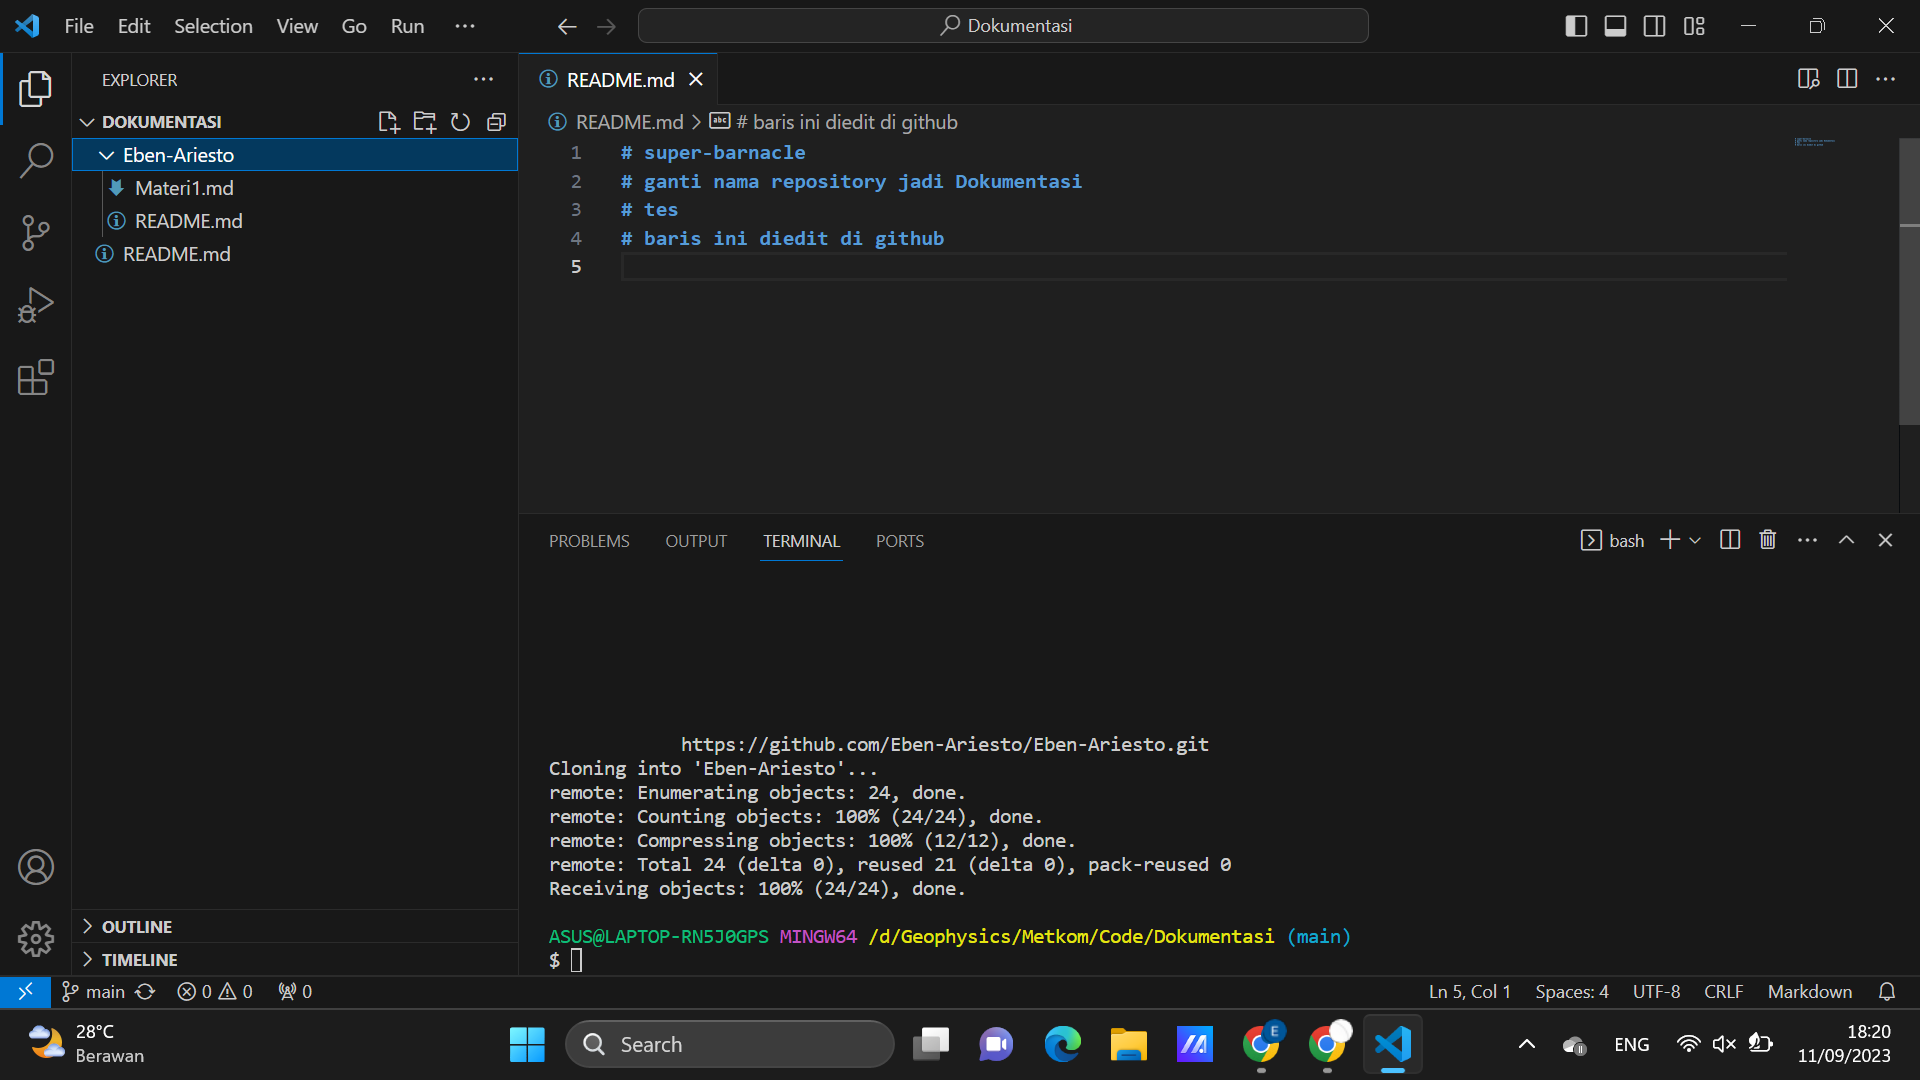 File Edit Selection View Go Run ···
Dokumentasi
EXPLORER
DOKUMENTASI
Eben-Ariesto
Materi1.md
README.md
README.md
OUTLINE
TIMELINE
README.md
README.md > # baris ini diedit di github
1 # super-barnacle
2 # ganti nama repository jadi Dokumentasi
3 # tes
4 # baris ini diedit di github
5
PROBLEMS OUTPUT TERMINAL PORTS
bash
https://github.com/Eben-Ariesto/Eben-Ariesto.git
Cloning into 'Eben-Ariesto'...
remote: Enumerating objects: 24, done.
remote: Counting objects: 100% (24/24), done.
remote: Compressing objects: 100% (12/12), done.
remote: Total 24 (delta 0), reused 21 (delta 0), pack-reused 0
Receiving objects: 100% (24/24), done.
ASUS@LAPTOP-RN5J0GPS MINGW64 /d/Geophysics/Metkom/Code/Dokumentasi (main)
$
main 0 0 0 Ln 5, Col 1 Spaces: 4 UTF-8 CRLF Markdown
28°C
Berawan
Search
E
ENG
18:20
11/09/2023